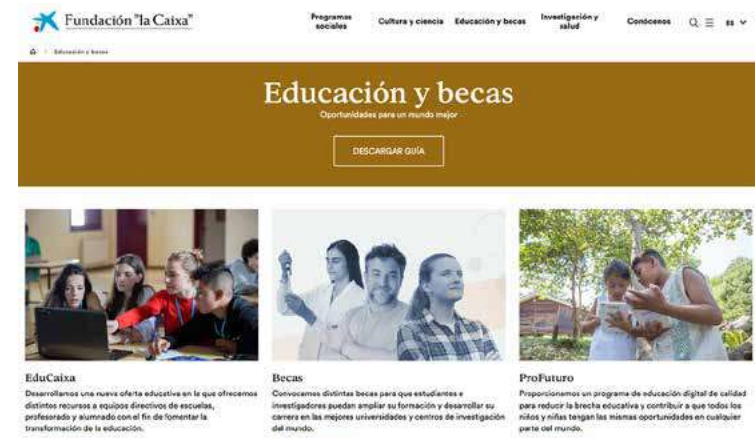 Fundación "la Caixa"
Programas sociales
Cultura y ciencia
Educación y becas
Investigación y salud
Conócenos
ES
Educación y becas
Educación y becas
Oportunidades para un mundo mejor
DESCARGAR GUÍA
EduCaixa
Desarrollamos una nueva oferta educativa en la que ofrecemos
distintos recursos a equipos directivos de escuelas,
profesorado y alumnado con el fin de fomentar la
transformación de la educación.
Becas
Convocamos distintas becas para que estudiantes e
investigadores puedan ampliar su formación y desarrollar su
carrera en las mejores universidades y centros de investigación
del mundo.
ProFuturo
Proporcionamos un programa de educación digital de calidad
para reducir la brecha educativa y contribuir a que todos los
niños y niñas tengan las mismas oportunidades en cualquier
parte del mundo.